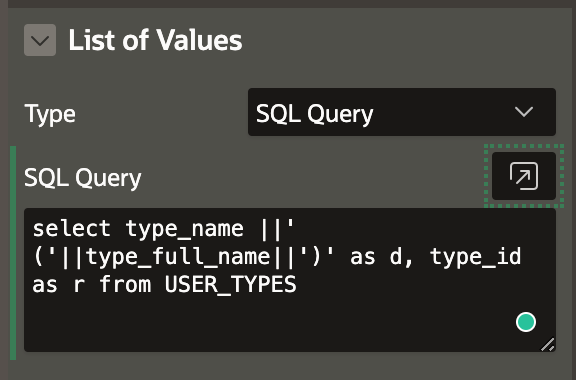 List of Values
Type
SQL Query
SQL Query
select type_name ||'
('||type_full_name||')' as d, type_id
as r from USER_TYPES